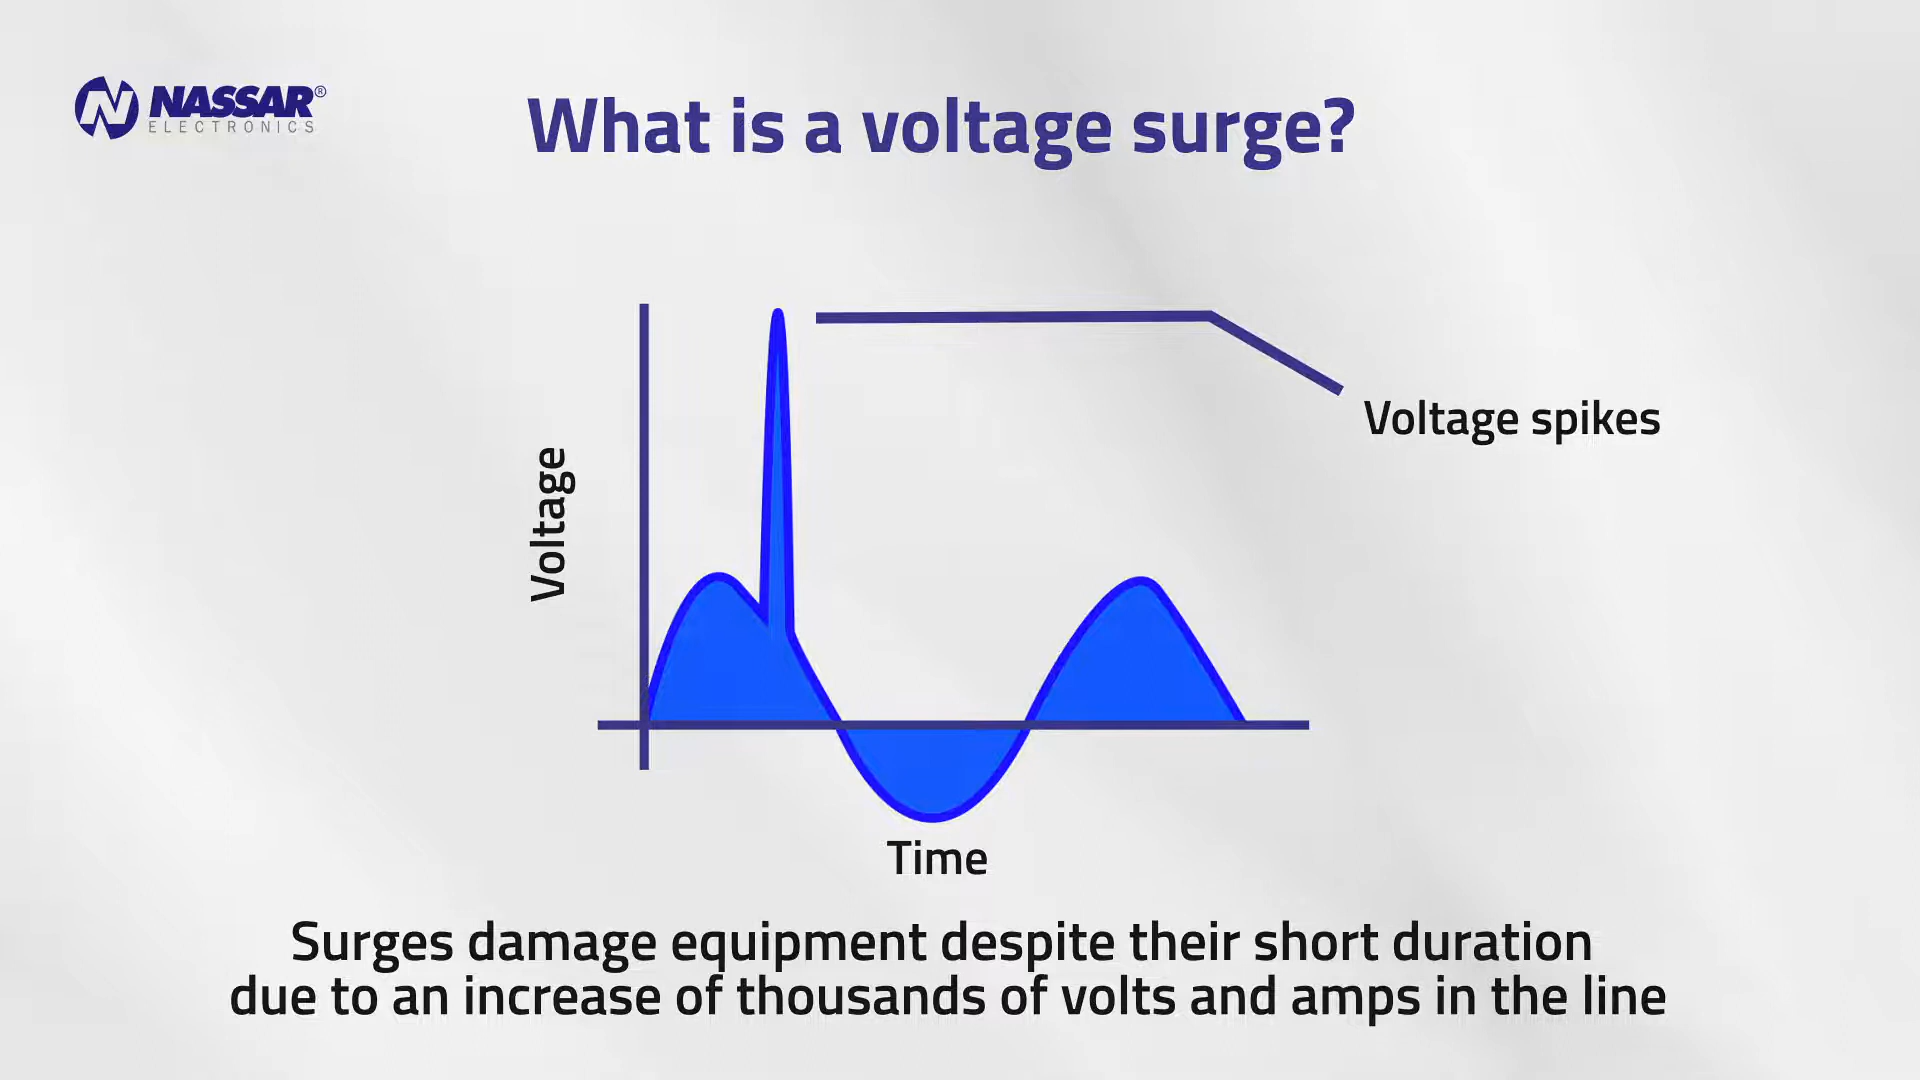 NASSAR®
ELECTRONICS
What is a voltage surge?
Voltage spikes
Voltage
Time
Surges damage equipment despite their short duration
due to an increase of thousands of volts and amps in the line